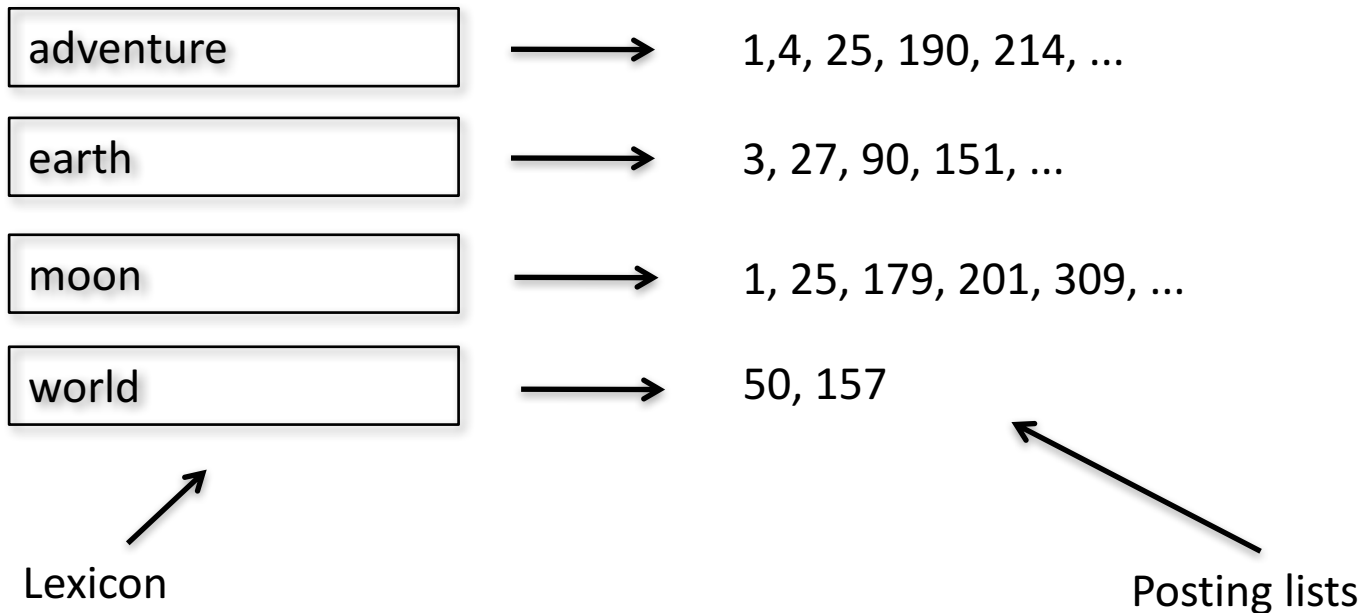 adventure 1,4, 25, 190, 214, ...
earth 3, 27, 90, 151, ...
moon 1, 25, 179, 201, 309, ...
world 50, 157
Lexicon
Posting lists